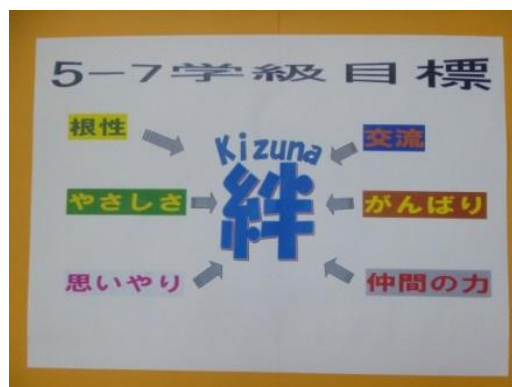 5-7学級目標
根性
Kizuna
交流
やさしさ
絆
がんばり
思いやり
仲間の力